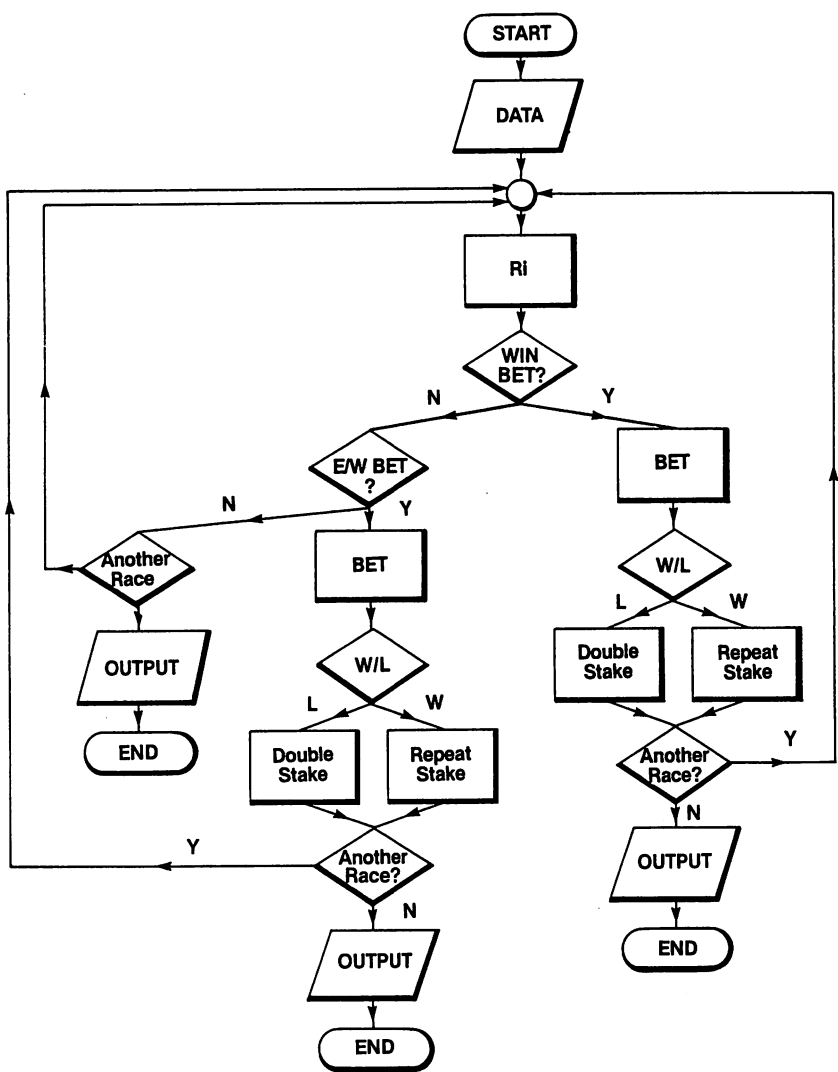 START
DATA
Ri
WIN
BET?
N
Y
E/W BET
?
BET
N
Y
Another
Race
BET
W/L
L
W
OUTPUT
W/L
Double
Stake
Repeat
Stake
L
W
END
Double
Stake
Repeat
Stake
Another
Race?
Y
N
Y
Another
Race?
OUTPUT
N
OUTPUT
END
END